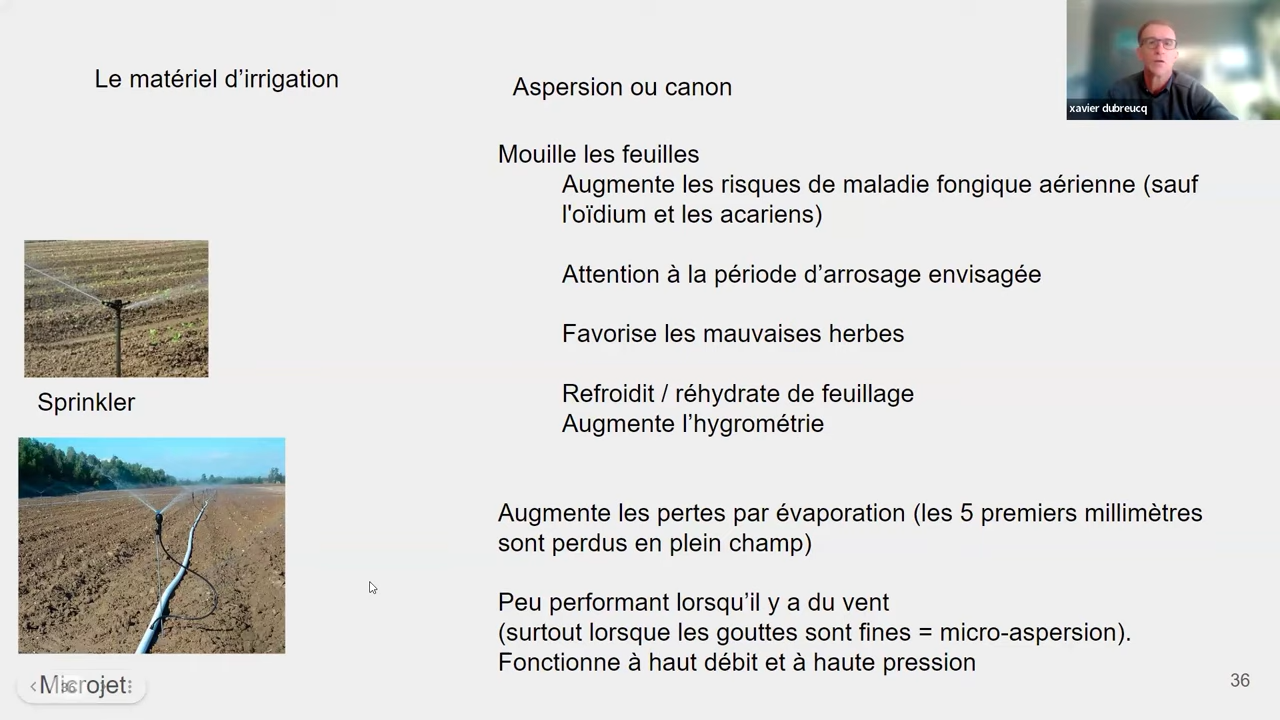 Le matériel d’irrigation
Aspersion ou canon
xavier dubreucq
Mouille les feuilles
Augmente les risques de maladie fongique aérienne (sauf
l'oïdium et les acariens)
Attention à la période d’arrosage envisagée
Favorise les mauvaises herbes
Refroidit / réhydrate de feuillage
Augmente l’hygrométrie
Sprinkler
Augmente les pertes par évaporation (les 5 premiers millimètres
sont perdus en plein champ)
Peu performant lorsqu’il y a du vent
(surtout lorsque les gouttes sont fines = micro-aspersion).
Fonctionne à haut débit et à haute pression
Microjet
36
36